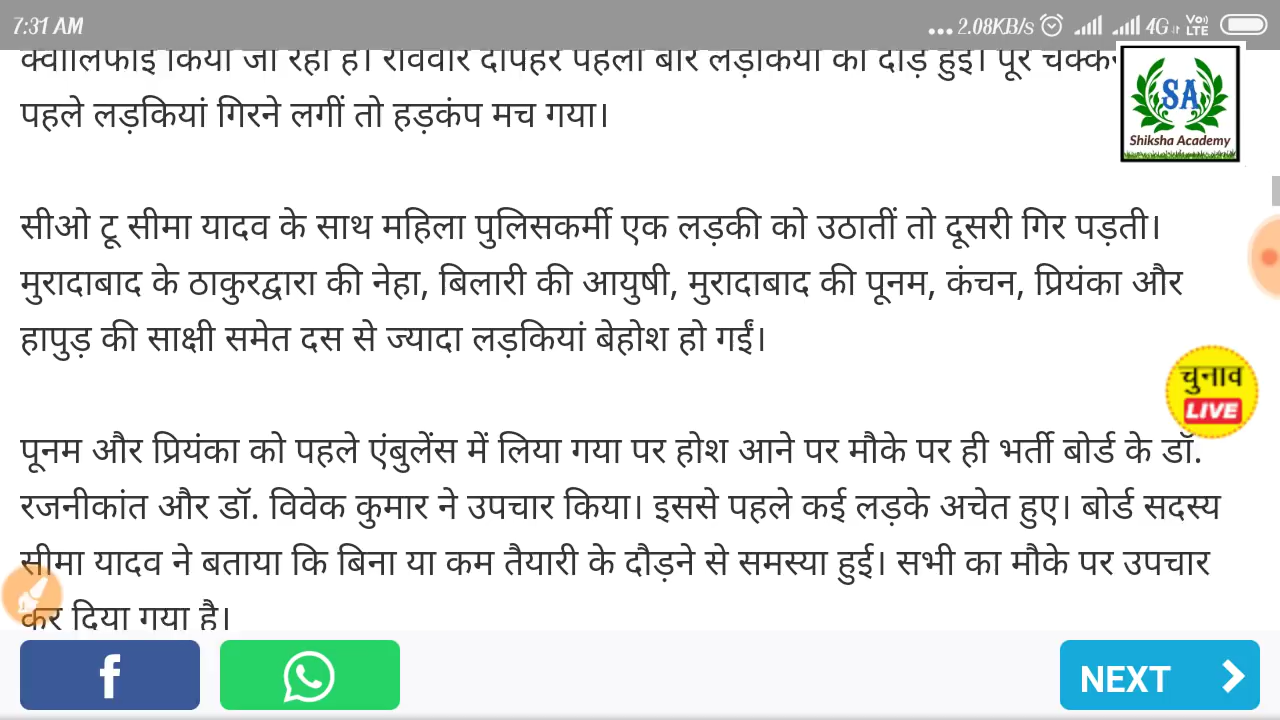 7:31 AM
...2.08KB/s 4G Vo) LTE
क्वालिफाई किया जा रहा है। रविवार दोपहर पहली बार लड़कियों की दौड़ हुई। पूरे
पहले लड़कियां गिरने लगीं तो हड़कंप मच गया।
SA
Shiksha Academy
सीओ टू सीमा यादव के साथ महिला पुलिसकर्मी एक लड़की को उठातीं तो दूसरी गिर पड़ती।
मुरादाबाद के ठाकुरद्वारा की नेहा, बिलारी की आयुषी, मुरादाबाद की पूनम, कंचन, प्रियंका और
हापुड़ की साक्षी समेत दस से ज्यादा लड़कियां बेहोश हो गईं।
चुनाव
LIVE
पूनम और प्रियंका को पहले एंबुलेंस में लिया गया पर होश आने पर मौके पर ही भर्ती बोर्ड के डॉ.
रजनीकांत और डॉ. विवेक कुमार ने उपचार किया। इससे पहले कई लड़के अचेत हुए। बोर्ड सदस्य
सीमा यादव ने बताया कि बिना या कम तैयारी के दौड़ने से समस्या हुई। सभी का मौके पर उपचार
कर दिया गया है।
f
NEXT